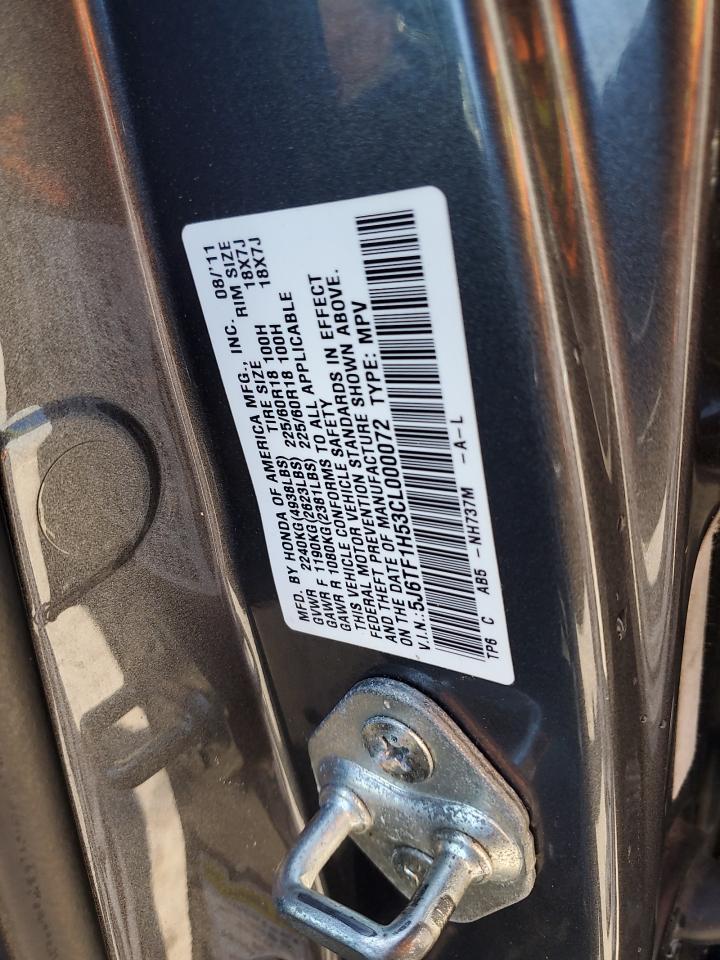 MFD. BY HONDA OF AMERICA MFG., INC. 08/'11
2240KG(4938LBS) TIRE SIZE RIM SIZE
GVWR F 1190KG(2623LBS) 225/60R18 100H 18X7J
GAWR R 1080KG(2381LBS) 225/60R18 100H 18X7J
GAWR TO ALL APPLICABLE
THIS VEHICLE CONFORMS SAFETY
FEDERAL MOTOR VEHICLE STANDARDS IN EFFECT
AND THEFT PREVENTION STANDARD SHOWN ABOVE.
ON THE DATE OF MANUFACTURE
V.I.N.: 5J6TF1H53CL000072 TYPE: MPV
TP6 C AB5 -NH737M -A-L